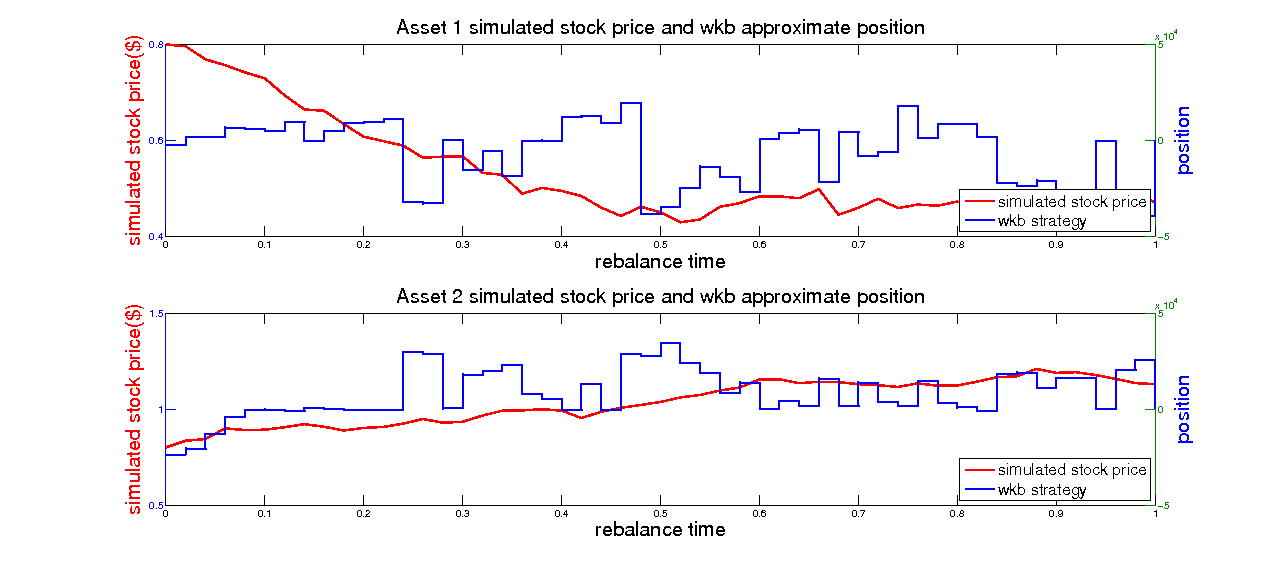 Asset 1 simulated stock price and wkb approximate position
x 10^4
simulated stock price($)
0.8
0.6
0.4
5
0
−5
position
simulated stock price
wkb strategy
0 0.1 0.2 0.3 0.4 0.5 0.6 0.7 0.8 0.9 1
rebalance time
Asset 2 simulated stock price and wkb approximate position
x 10^4
simulated stock price($)
1.5
1
0.5
5
0
−5
position
simulated stock price
wkb strategy
0 0.1 0.2 0.3 0.4 0.5 0.6 0.7 0.8 0.9 1
rebalance time